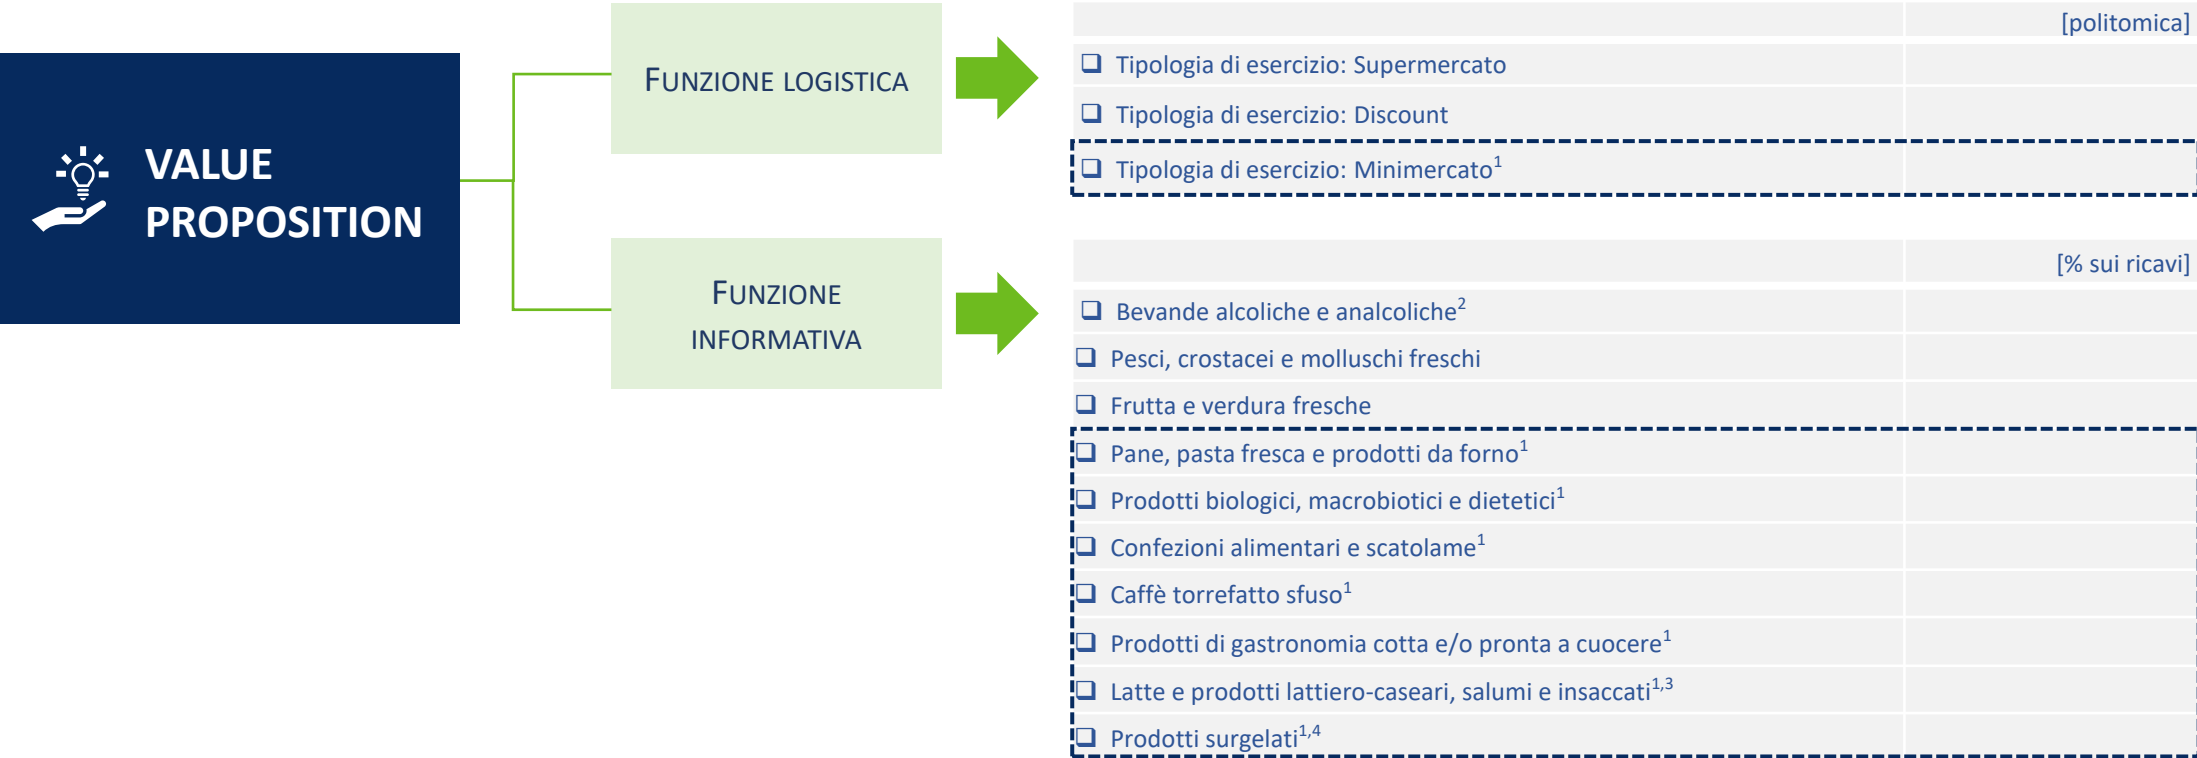 VALUE
PROPOSITION
FUNZIONE LOGISTICA
[politomica]
Tipologia di esercizio: Supermercato
Tipologia di esercizio: Discount
Tipologia di esercizio: Minimercato1
FUNZIONE
INFORMATIVA
[% sui ricavi]
Bevande alcoliche e analcoliche2
Pesci, crostacei e molluschi freschi
Frutta e verdura fresche
Pane, pasta fresca e prodotti da forno1
Prodotti biologici, macrobiotici e dietetici1
Confezioni alimentari e scatolame1
Caffè torrefatto sfuso1
Prodotti di gastronomia cotta e/o pronta a cuocere1
Latte e prodotti lattiero-caseari, salumi e insaccati1,3
Prodotti surgelati1,4